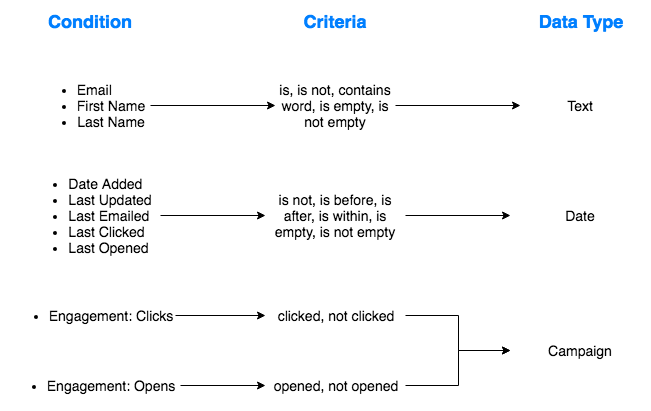 Condition Criteria Data Type
• Email
• First Name
• Last Name
is, is not, contains
word, is empty, is
not empty
Text
• Date Added
• Last Updated
• Last Emailed
• Last Clicked
• Last Opened
is not, is before, is
after, is within, is
empty, is not empty
Date
• Engagement: Clicks
clicked, not clicked
• Engagement: Opens
opened, not opened
Campaign